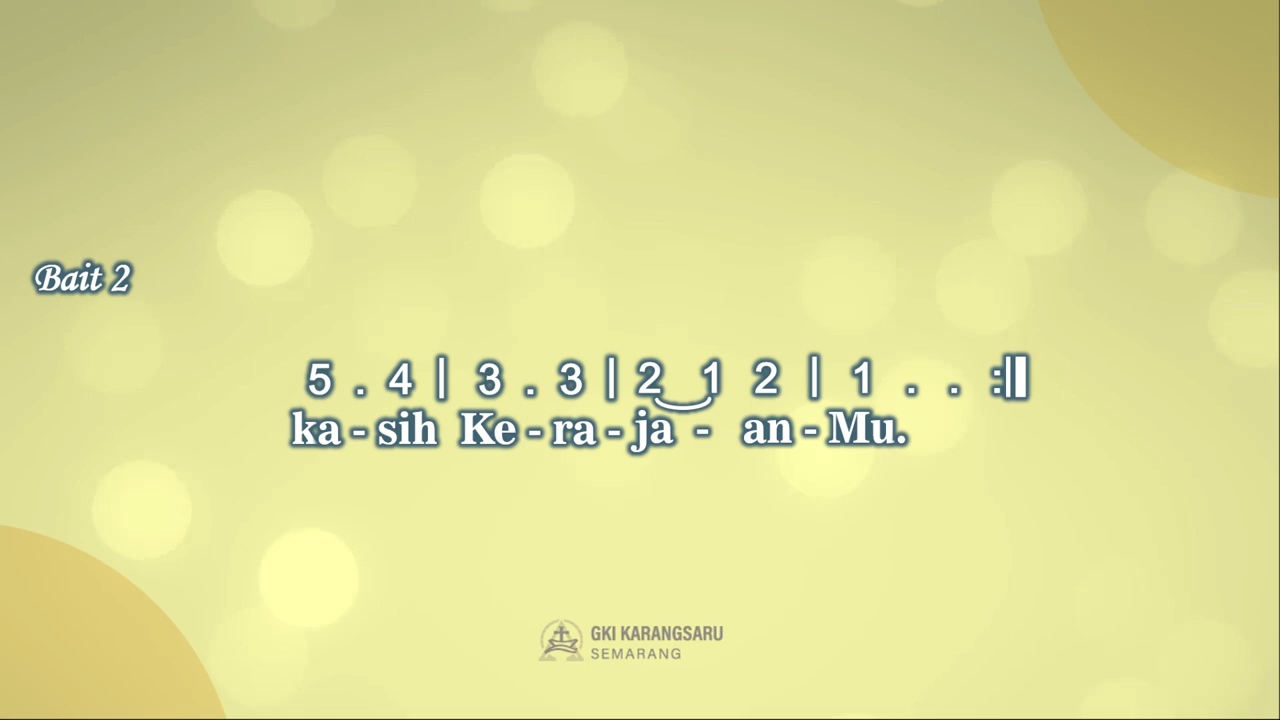 Bait 2
5 . 4 | 3 . 3 | 2 1 2 | 1 . . :||
ka - sih Ke - ra - ja - an - Mu.
GKI KARANGSARU
SEMARANG